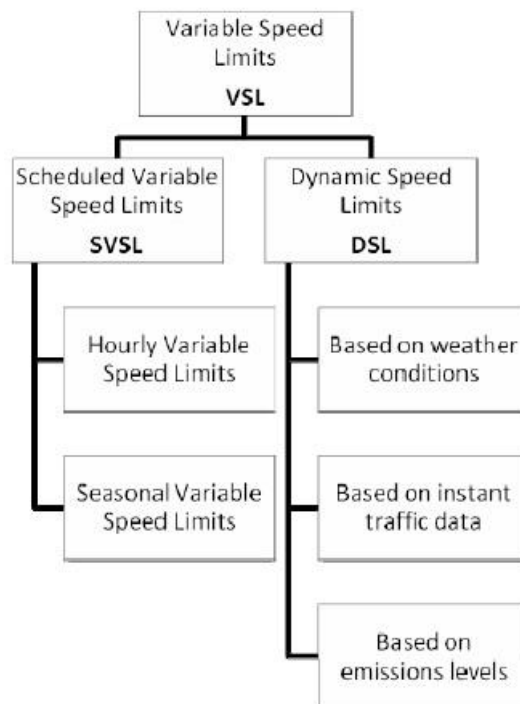 Variable Speed
Limits
VSL
Scheduled Variable
Speed Limits
SVSL
Dynamic Speed
Limits
DSL
Hourly Variable
Speed Limits
Seasonal Variable
Speed Limits
Based on weather
conditions
Based on instant
traffic data
Based on
emissions levels